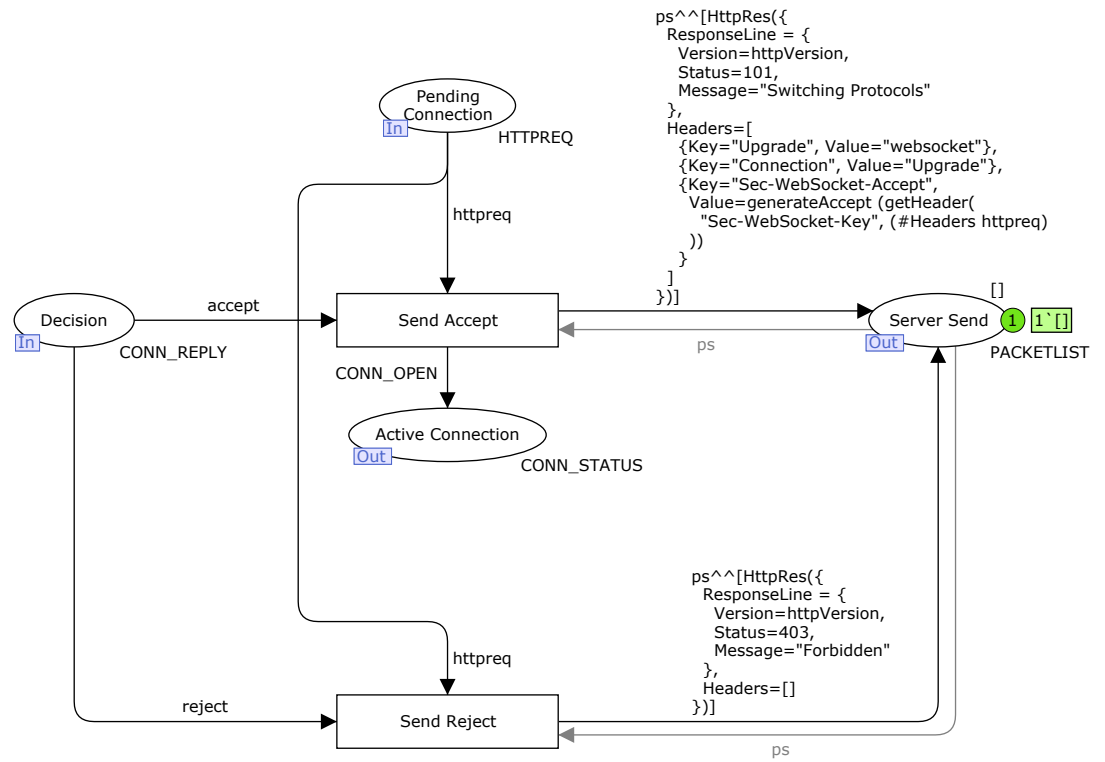 ps^^[HttpRes({
ResponseLine = {
Version=httpVersion,
Status=101,
Message="Switching Protocols"
},
Headers=[
{Key="Upgrade", Value="websocket"},
{Key="Connection", Value="Upgrade"},
{Key="Sec-WebSocket-Accept",
Value=generateAccept (getHeader(
"Sec-WebSocket-Key", (#Headers httpreq)
))
}
]
})]
Pending
Connection
In
HTTPREQ
httpreq
Decision
In
CONN_REPLY
accept
Send Accept
ps
[]
Server Send
1
1`[]
Out
PACKETLIST
CONN_OPEN
Active Connection
Out
CONN_STATUS
ps^^[HttpRes({
ResponseLine = {
Version=httpVersion,
Status=403,
Message="Forbidden"
},
Headers=[]
})]
httpreq
reject
Send Reject
ps